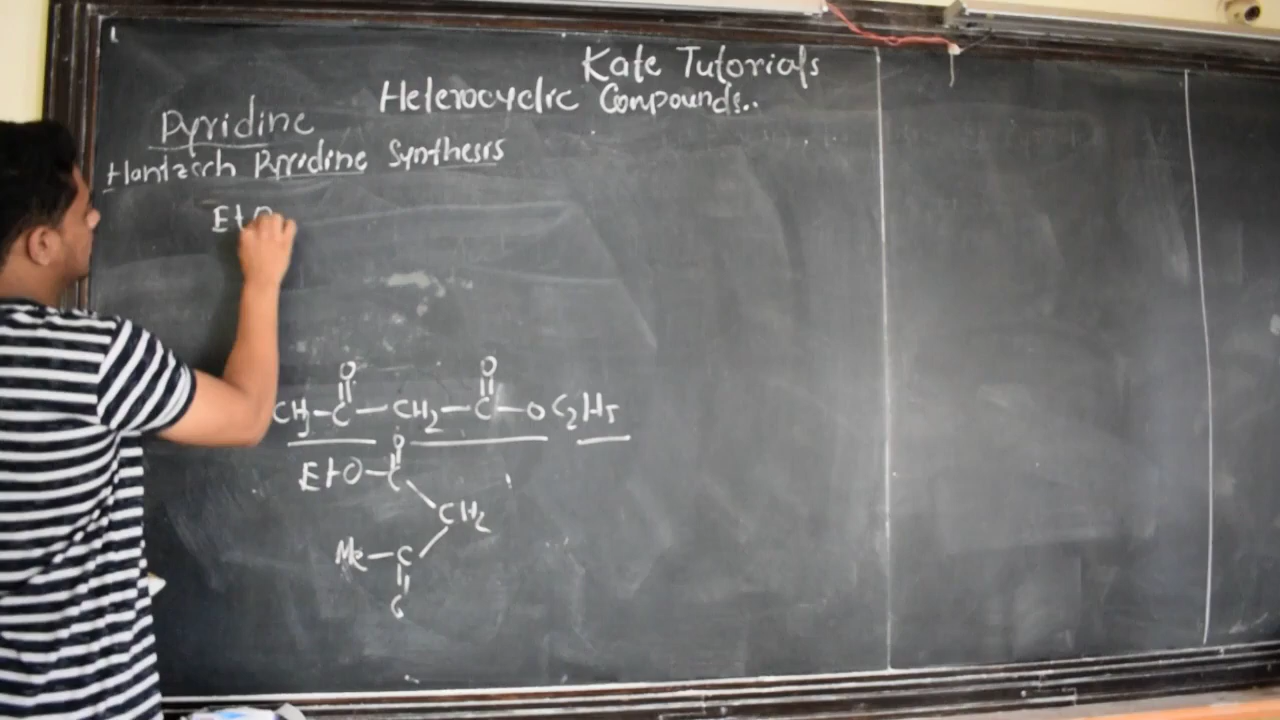 Kate Tutorials
Heterocyclic Compounds..
Pyridine
Hantzsch Pyridine Synthesis
EtO
O O
CH3-C-CH2-C-OC2H5
O
EtO-C
CH2
Me-C
O